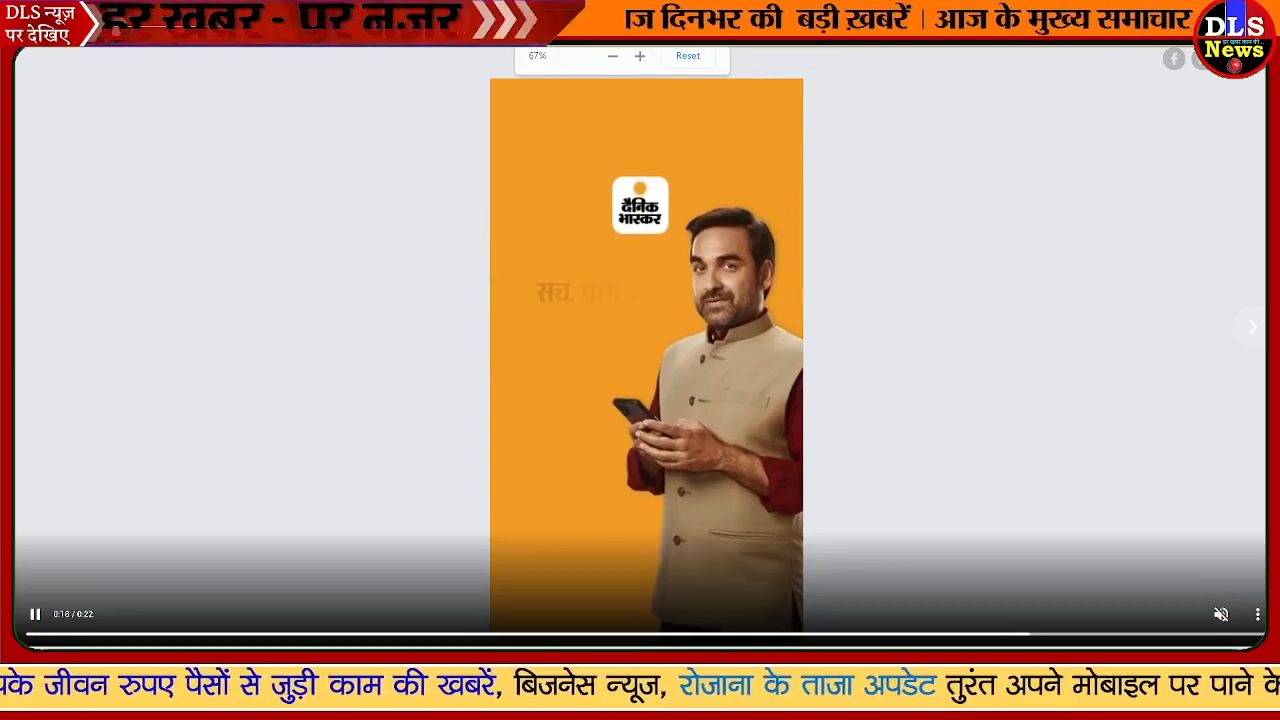 DLS न्यूज़
पर देखिए
हर ख़बर - पर नज़र
ज दिनभर की बड़ी ख़बरें | आज के मुख्य समाचार
DLS
News
67%
Reset
दैनिक
भास्कर
सच, करी
0:18 / 0:22
पके जीवन रुपए पैसों से जुड़ी काम की खबरें, बिजनेस न्यूज, रोजाना के ताजा अपडेट तुरंत अपने मोबाइल पर पाने के